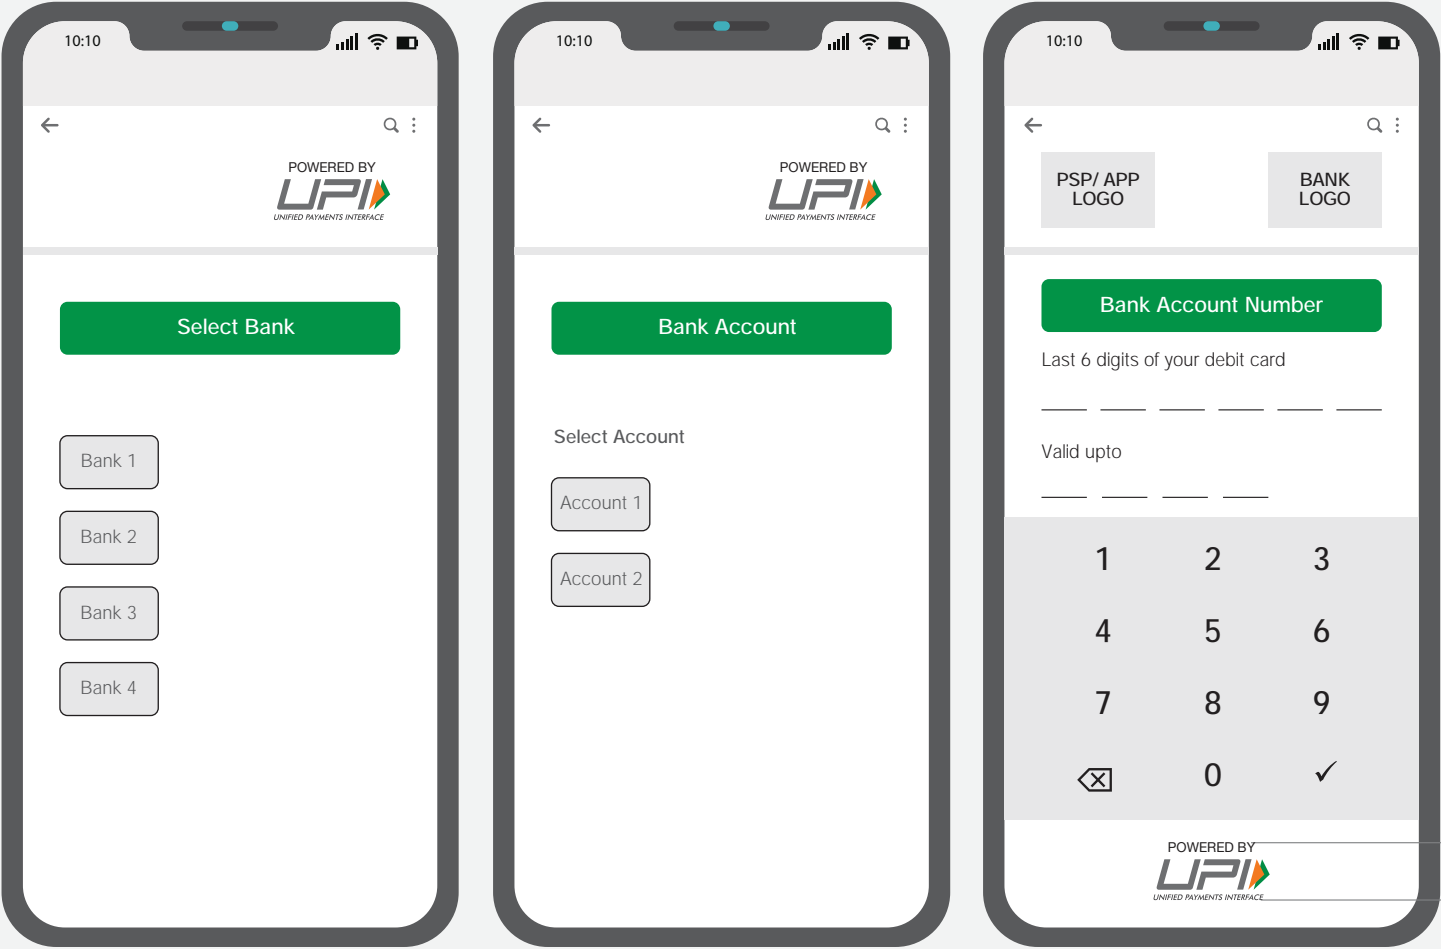 10:10
POWERED BY
UPI
UNIFIED PAYMENTS INTERFACE
Select Bank
Bank 1
Bank 2
Bank 3
Bank 4
10:10
POWERED BY
UPI
UNIFIED PAYMENTS INTERFACE
Bank Account
Select Account
Account 1
Account 2
10:10
PSP/ APP
LOGO
BANK
LOGO
Bank Account Number
Last 6 digits of your debit card
Valid upto
1 2 3
4 5 6
7 8 9
0
POWERED BY
UPI
UNIFIED PAYMENTS INTERFACE